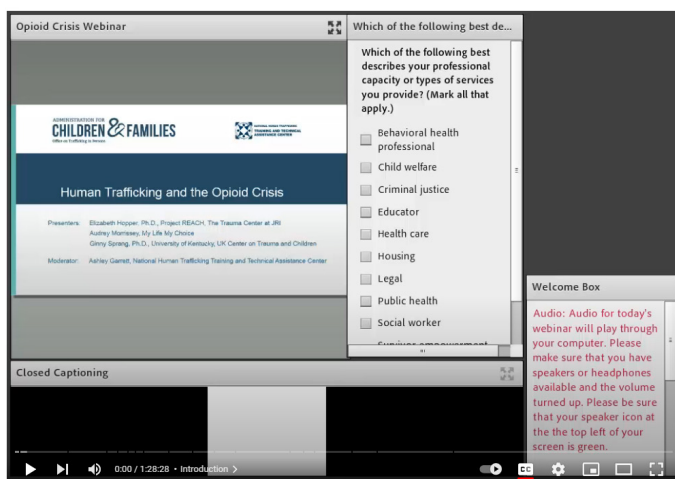 Opioid Crisis Webinar
ADMINISTRATION FOR
CHILDREN & FAMILIES
Office on Trafficking in Persons
NATIONAL HUMAN TRAFFICKING
TRAINING AND TECHNICAL
ASSISTANCE CENTER
Human Trafficking and the Opioid Crisis
Presenters: Elizabeth Hopper, Ph.D., Project REACH, The Trauma Center at JRI
Audrey Morrissey, My Life My Choice
Ginny Sprang, Ph.D., University of Kentucky, UK Center on Trauma and Children
Moderator: Ashley Garrett, National Human Trafficking Training and Technical Assistance Center
Which of the following best de...
Which of the following best
describes your professional
capacity or types of services
you provide? (Mark all that
apply.)
Behavioral health
professional
Child welfare
Criminal justice
Educator
Health care
Housing
Legal
Public health
Social worker
Survivor empowerment
Welcome Box
Audio: Audio for today's
webinar will play through
your computer. Please
make sure that you have
speakers or headphones
available and the volume
turned up. Please be sure
that your speaker icon at
the the top left of your
screen is green.
Closed Captioning
0:00 / 1:28:28 • Introduction >
CC